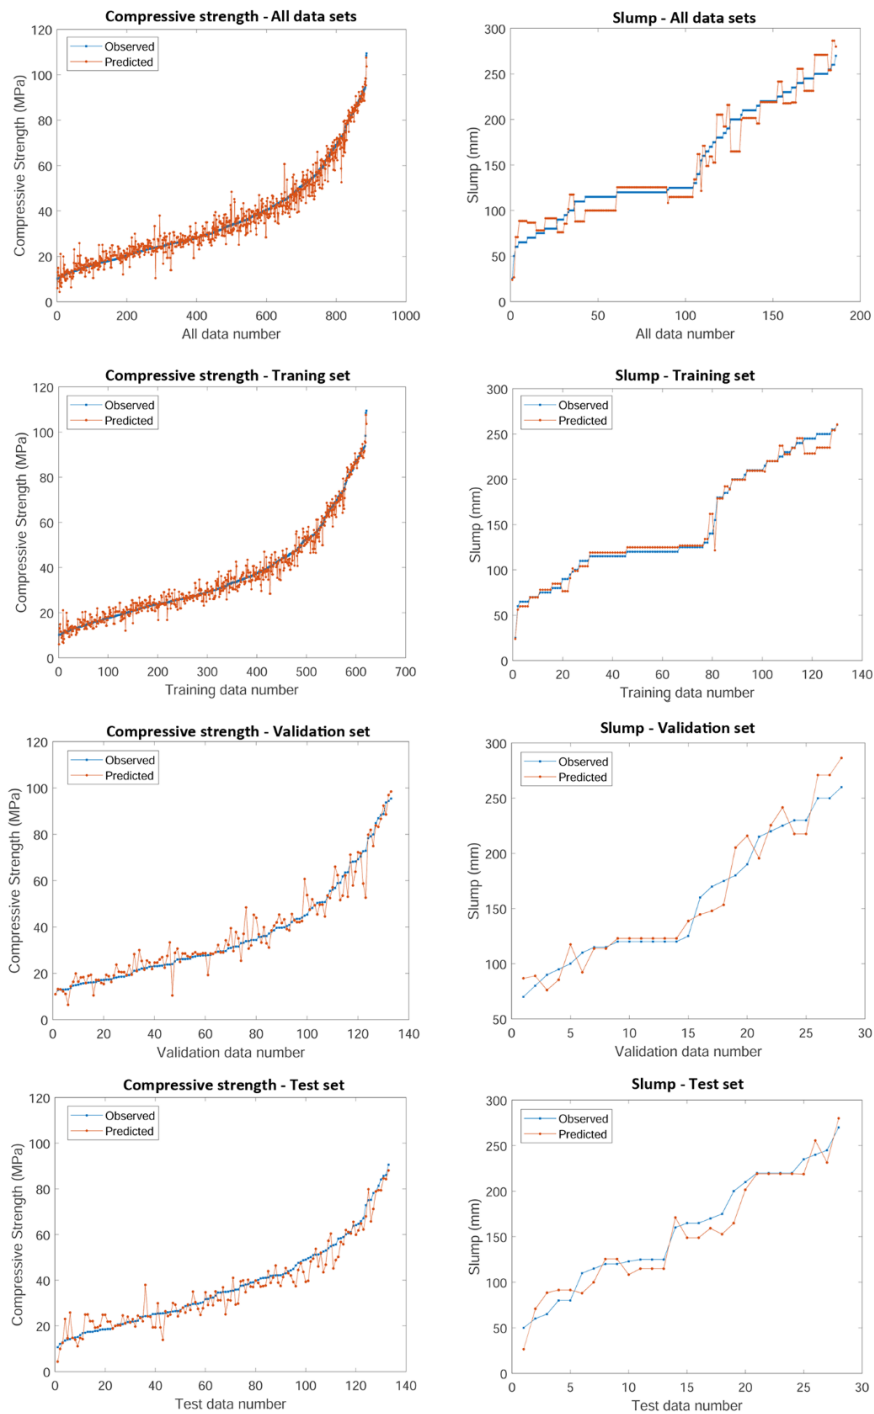 Compressive strength - All data sets
120
100
80
60
40
20
0
Compressive Strength (MPa)
Observed
Predicted
0 200 400 600 800 1000
All data number
Slump - All data sets
300
250
200
150
100
50
0
Slump (mm)
Observed
Predicted
0 50 100 150 200
All data number
Compressive strength - Traning set
120
100
80
60
40
20
0
Compressive Strength (MPa)
Observed
Predicted
0 100 200 300 400 500 600 700
Training data number
Slump - Training set
300
250
200
150
100
50
0
Slump (mm)
Observed
Predicted
0 20 40 60 80 100 120 140
Training data number
Compressive strength - Validation set
120
100
80
60
40
20
0
Compressive Strength (MPa)
Observed
Predicted
0 20 40 60 80 100 120 140
Validation data number
Slump - Validation set
300
250
200
150
100
50
Slump (mm)
Observed
Predicted
0 5 10 15 20 25 30
Validation data number
Compressive strength - Test set
120
100
80
60
40
20
0
Compressive Strength (MPa)
Observed
Predicted
0 20 40 60 80 100 120 140
Test data number
Slump - Test set
300
250
200
150
100
50
0
Slump (mm)
Observed
Predicted
0 5 10 15 20 25 30
Test data number